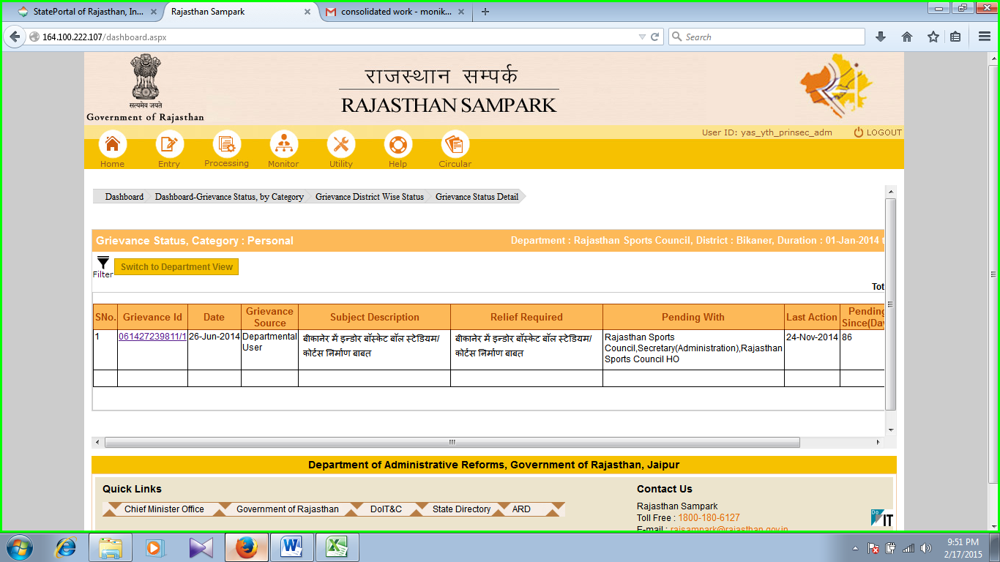 StatePortal of Rajasthan, In...
Rajasthan Sampark
consolidated work - monik...
164.100.222.107/dashboard.aspx
Search
सत्यमेव जयते
Government of Rajasthan
राजस्थान सम्पर्क
RAJASTHAN SAMPARK
User ID: yas_yth_prinsec_adm
LOGOUT
Home
Entry
Processing
Monitor
Utility
Help
Circular
Dashboard
Dashboard-Grievance Status, by Category
Grievance District Wise Status
Grievance Status Detail
Grievance Status, Category : Personal
Department : Rajasthan Sports Council, District : Bikaner, Duration : 01-Jan-2014 t
Filter
Switch to Department View
Tot
SNo.
Grievance Id
Date
Grievance
Source
Subject Description
Relief Required
Pending With
Last Action
Pending
Since(Day
1
061427239811/1
26-Jun-2014
Departmental
User
बीकानेर में इन्डोर बॉस्केट बॉल स्टेडियम/
कोर्टस निर्माण बाबत
बीकानेर में इन्डोर बॉस्केट बॉल स्टेडियम/
कोर्टस निर्माण बाबत
Rajasthan Sports
Council,Secretary(Administration),Rajasthan
Sports Council HO
24-Nov-2014
86
Department of Administrative Reforms, Government of Rajasthan, Jaipur
Quick Links
Chief Minister Office
Government of Rajasthan
DoIT&C
State Directory
ARD
Contact Us
Rajasthan Sampark
Toll Free : 1800-180-6127
E-mail : rajsampark@rajasthan.gov.in
Do
IT
9:51 PM
2/17/2015